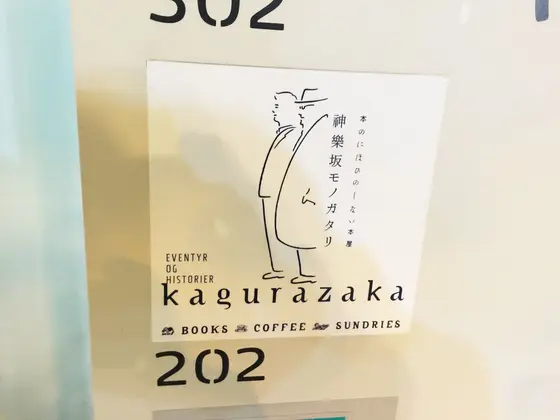 302
本のにほひのしない本屋
神樂坂モノガタリ
EVENTYR
OG
HISTORIER
kagurazaka
BOOKS COFFEE SUNDRIES
202